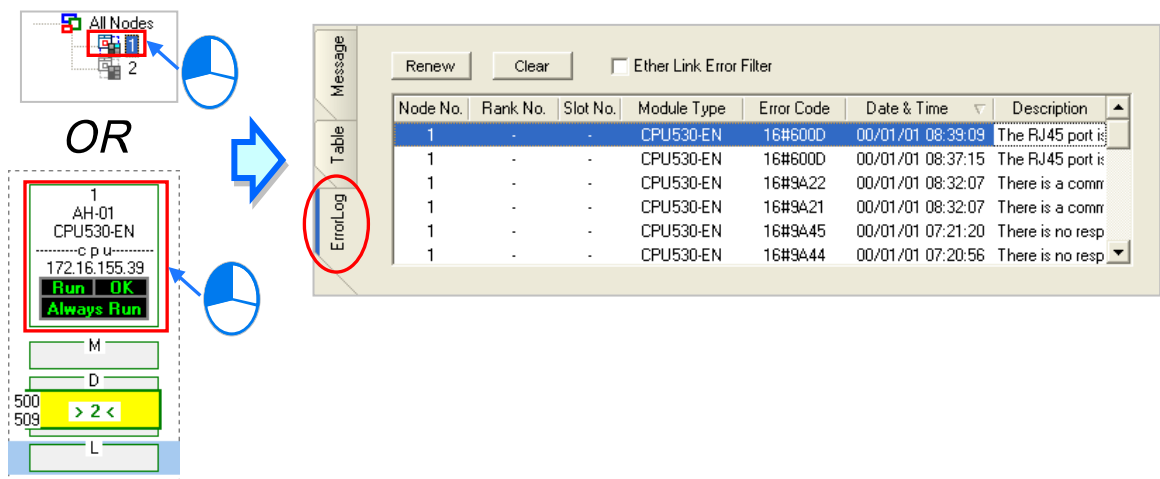 All Nodes
1
2
OR
1
AH-01
CPU530-EN
--------c p u--------
172.16.155.39
Run OK
Always Run
M
D
500
509
> 2 <
L
Message
Table
ErrorLog
Renew Clear Ether Link Error Filter
Node No. Rank No. Slot No. Module Type Error Code Date & Time Description
1 - - CPU530-EN 16#600D 00/01/01 08:39:09 The RJ45 port is
1 - - CPU530-EN 16#600D 00/01/01 08:37:15 The RJ45 port is
1 - - CPU530-EN 16#9A22 00/01/01 08:32:07 There is a comm
1 - - CPU530-EN 16#9A21 00/01/01 08:32:07 There is a comm
1 - - CPU530-EN 16#9A45 00/01/01 07:21:20 There is no resp
1 - - CPU530-EN 16#9A44 00/01/01 07:20:56 There is no resp